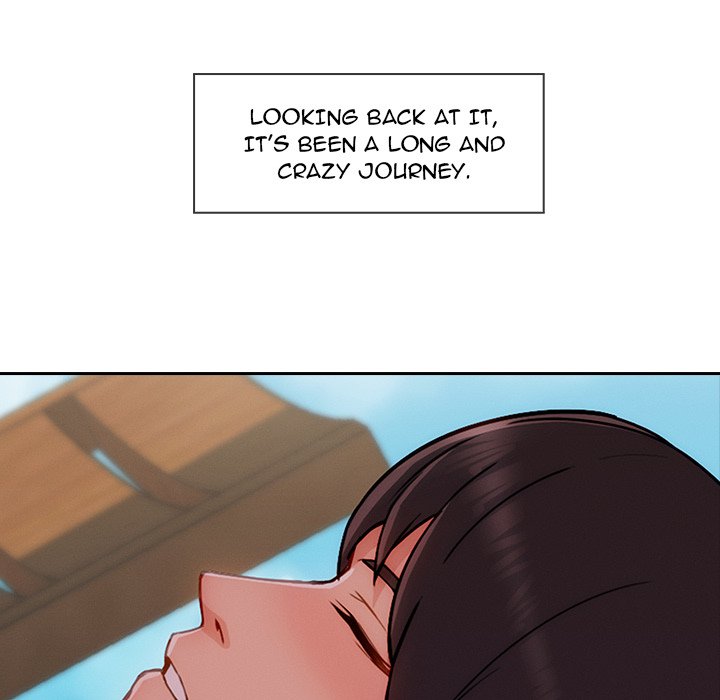 LOOKING BACK AT IT,
IT'S BEEN A LONG AND
CRAZY JOURNEY.